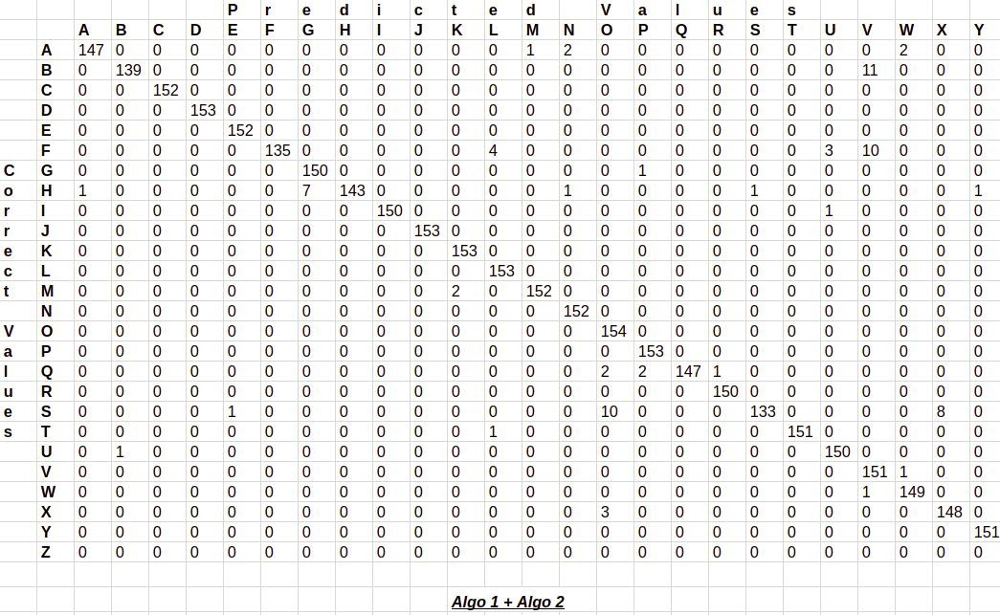 P r e d i c t e d V a l u e s
A B C D E F G H I J K L M N O P Q R S T U V W X Y
A 147 0 0 0 0 0 0 0 0 0 0 0 1 2 0 0 0 0 0 0 0 0 2 0 0
B 0 139 0 0 0 0 0 0 0 0 0 0 0 0 0 0 0 0 0 0 0 11 0 0 0
C 0 0 152 0 0 0 0 0 0 0 0 0 0 0 0 0 0 0 0 0 0 0 0 0 0
D 0 0 0 153 0 0 0 0 0 0 0 0 0 0 0 0 0 0 0 0 0 0 0 0 0
E 0 0 0 0 152 0 0 0 0 0 0 0 0 0 0 0 0 0 0 0 0 0 0 0 0
F 0 0 0 0 0 135 0 0 0 0 0 4 0 0 0 0 0 0 0 0 3 10 0 0 0
C G 0 0 0 0 0 0 150 0 0 0 0 0 0 0 0 1 0 0 0 0 0 0 0 0 0
o H 1 0 0 0 0 0 7 143 0 0 0 0 0 1 0 0 0 0 1 0 0 0 0 0 1
r I 0 0 0 0 0 0 0 0 150 0 0 0 0 0 0 0 0 0 0 0 1 0 0 0 0
r J 0 0 0 0 0 0 0 0 0 153 0 0 0 0 0 0 0 0 0 0 0 0 0 0 0
e K 0 0 0 0 0 0 0 0 0 0 153 0 0 0 0 0 0 0 0 0 0 0 0 0 0
c L 0 0 0 0 0 0 0 0 0 0 0 153 0 0 0 0 0 0 0 0 0 0 0 0 0
t M 0 0 0 0 0 0 0 0 0 0 2 0 152 0 0 0 0 0 0 0 0 0 0 0 0
N 0 0 0 0 0 0 0 0 0 0 0 0 0 152 0 0 0 0 0 0 0 0 0 0 0
V O 0 0 0 0 0 0 0 0 0 0 0 0 0 0 154 0 0 0 0 0 0 0 0 0 0
a P 0 0 0 0 0 0 0 0 0 0 0 0 0 0 0 153 0 0 0 0 0 0 0 0 0
l Q 0 0 0 0 0 0 0 0 0 0 0 0 0 0 2 2 147 1 0 0 0 0 0 0 0
u R 0 0 0 0 0 0 0 0 0 0 0 0 0 0 0 0 0 150 0 0 0 0 0 0 0
e S 0 0 0 0 1 0 0 0 0 0 0 0 0 0 10 0 0 0 133 0 0 0 0 8 0
s T 0 0 0 0 0 0 0 0 0 0 0 1 0 0 0 0 0 0 0 151 0 0 0 0 0
U 0 1 0 0 0 0 0 0 0 0 0 0 0 0 0 0 0 0 0 0 150 0 0 0 0
V 0 0 0 0 0 0 0 0 0 0 0 0 0 0 0 0 0 0 0 0 0 151 1 0 0
W 0 0 0 0 0 0 0 0 0 0 0 0 0 0 0 0 0 0 0 0 0 1 149 0 0
X 0 0 0 0 0 0 0 0 0 0 0 0 0 0 3 0 0 0 0 0 0 0 0 148 0
Y 0 0 0 0 0 0 0 0 0 0 0 0 0 0 0 0 0 0 0 0 0 0 0 0 151
Z 0 0 0 0 0 0 0 0 0 0 0 0 0 0 0 0 0 0 0 0 0 0 0 0 0
Algo 1 + Algo 2